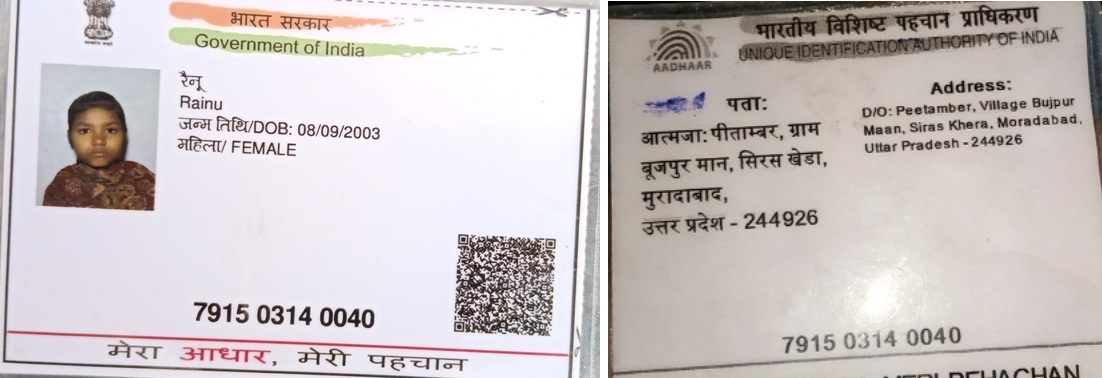 भारत सरकार
Government of India
रैनू
Rainu
जन्म तिथि/DOB: 08/09/2003
महिला/ FEMALE
7915 0314 0040
मेरा आधार, मेरी पहचान
भारतीय विशिष्ट पहचान प्राधिकरण
UNIQUE IDENTIFICATION AUTHORITY OF INDIA
AADHAAR
पता:
आत्मजा: पीताम्बर, ग्राम
बूजपुर मान, सिरस खेडा,
मुरादाबाद,
उत्तर प्रदेश - 244926
Address:
D/O: Peetamber, Village Bujpur
Maan, Siras Khera, Moradabad,
Uttar Pradesh - 244926
7915 0314 0040
MERI PEHACHAN